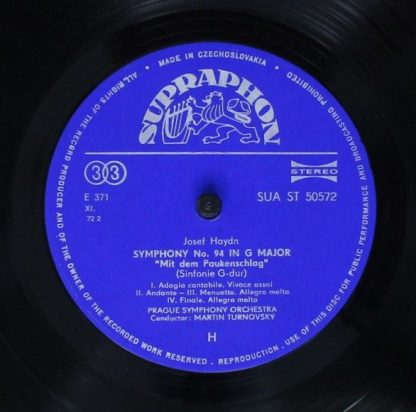 • MADE IN CZECHOSLOVAKIA •
ALL RIGHTS OF THE RECORD PRODUCER AND OF THE OWNER OF THE RECORDED WORK RESERVED . REPRODUCTION . USE OF THIS DISC FOR PUBLIC PERFORMANCE AND BROADCASTING PROHIBITED
SUPRAPHON
33
STEREO
E 371
SUA ST 50572
XI.
72 2
Josef Haydn
SYMPHONY No. 94 IN G MAJOR
"Mit dem Paukenschlag"
(Sinfonie G-dur)
I. Adagio cantabile. Vivace assai
II. Andante – III. Menuetto. Allegro molto
IV. Finale. Allegro molto
PRAGUE SYMPHONY ORCHESTRA
Conductor: MARTIN TURNOVSKÝ
H